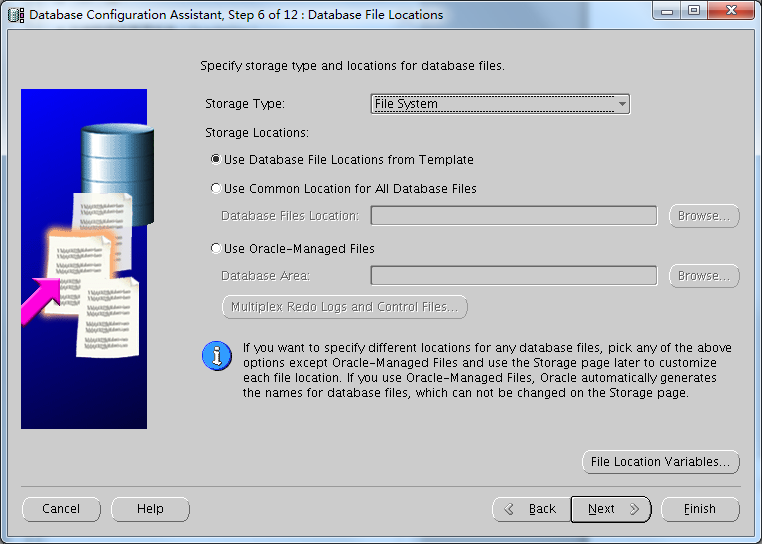 Database Configuration Assistant, Step 6 of 12 : Database File Locations
Specify storage type and locations for database files.
Storage Type:
File System
Storage Locations:
Use Database File Locations from Template
Use Common Location for All Database Files
Database Files Location:
Browse...
Use Oracle-Managed Files
Database Area:
Browse...
Multiplex Redo Logs and Control Files...
If you want to specify different locations for any database files, pick any of the above
options except Oracle-Managed Files and use the Storage page later to customize
each file location. If you use Oracle-Managed Files, Oracle automatically generates
the names for database files, which can not be changed on the Storage page.
File Location Variables...
Cancel
Help
Back
Next
Finish